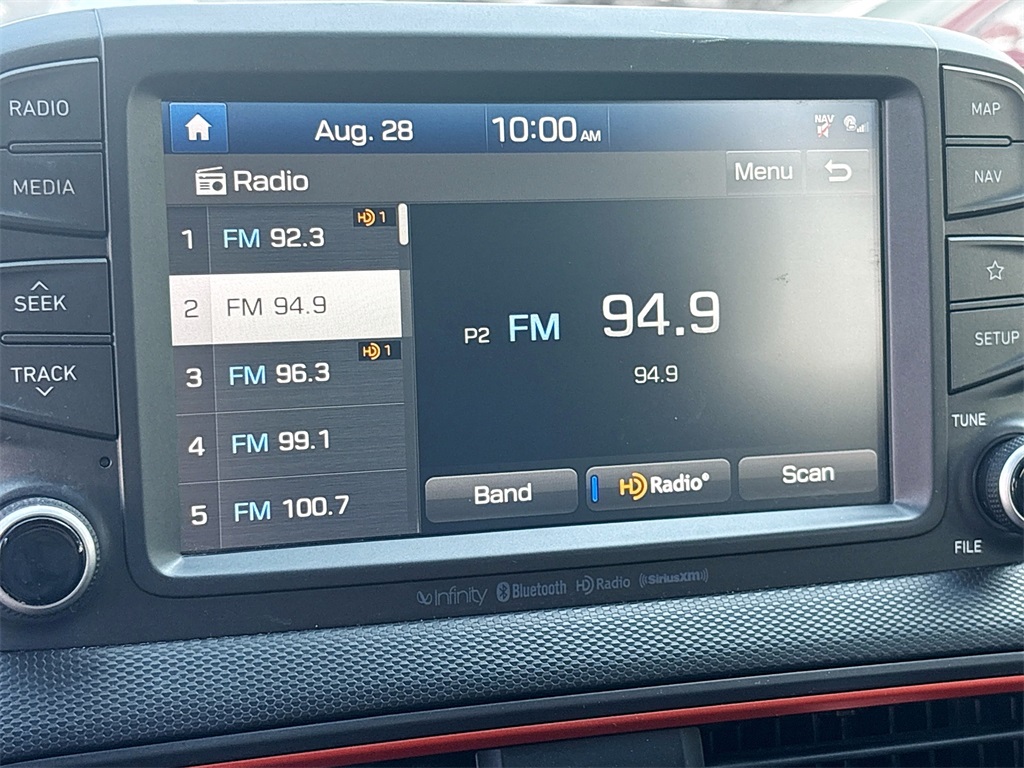 RADIO
MEDIA
SEEK
TRACK
Aug. 28 10:00 AM
NAV
Radio
Menu
1 FM 92.3 HD 1
2 FM 94.9
3 FM 96.3 HD 1
4 FM 99.1
5 FM 100.7
P2 FM 94.9
94.9
Band
HD Radio®
Scan
MAP
NAV
SETUP
TUNE
FILE
Infinity Bluetooth HD Radio ((SiriusXM))